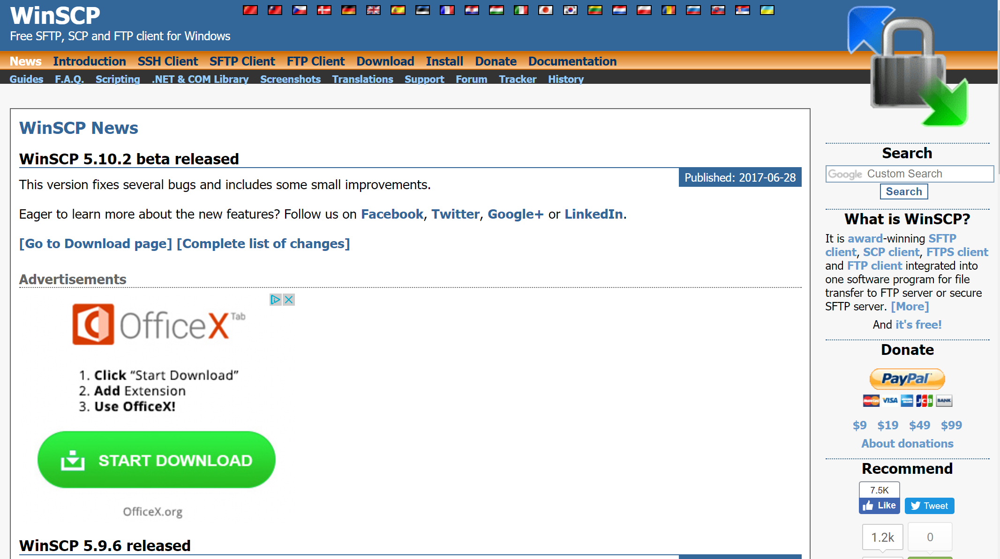 WinSCP
Free SFTP, SCP and FTP client for Windows
News Introduction SSH Client SFTP Client FTP Client Download Install Donate Documentation
Guides F.A.Q. Scripting .NET & COM Library Screenshots Translations Support Forum Tracker History
WinSCP News
WinSCP 5.10.2 beta released
Published: 2017-06-28
This version fixes several bugs and includes some small improvements.
Eager to learn more about the new features? Follow us on Facebook, Twitter, Google+ or LinkedIn.
[Go to Download page] [Complete list of changes]
Advertisements
OfficeX Tab
1. Click “Start Download”
2. Add Extension
3. Use OfficeX!
START DOWNLOAD
OfficeX.org
WinSCP 5.9.6 released
Search
Google Custom Search
Search
What is WinSCP?
It is award-winning SFTP
client, SCP client, FTPS client
and FTP client integrated into
one software program for file
transfer to FTP server or secure
SFTP server. [More]
And it's free!
Donate
PayPal
MasterCard VISA JCB BANK
$9 $19 $49 $99
About donations
Recommend
7.5K
Like Tweet
1.2k 0